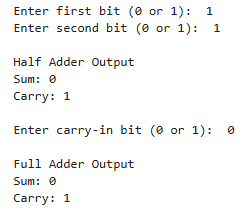 Enter first bit (0 or 1):  1
Enter second bit (0 or 1):  1
Half Adder Output
Sum: 0
Carry: 1
Enter carry-in bit (0 or 1):  0
Full Adder Output
Sum: 0
Carry: 1